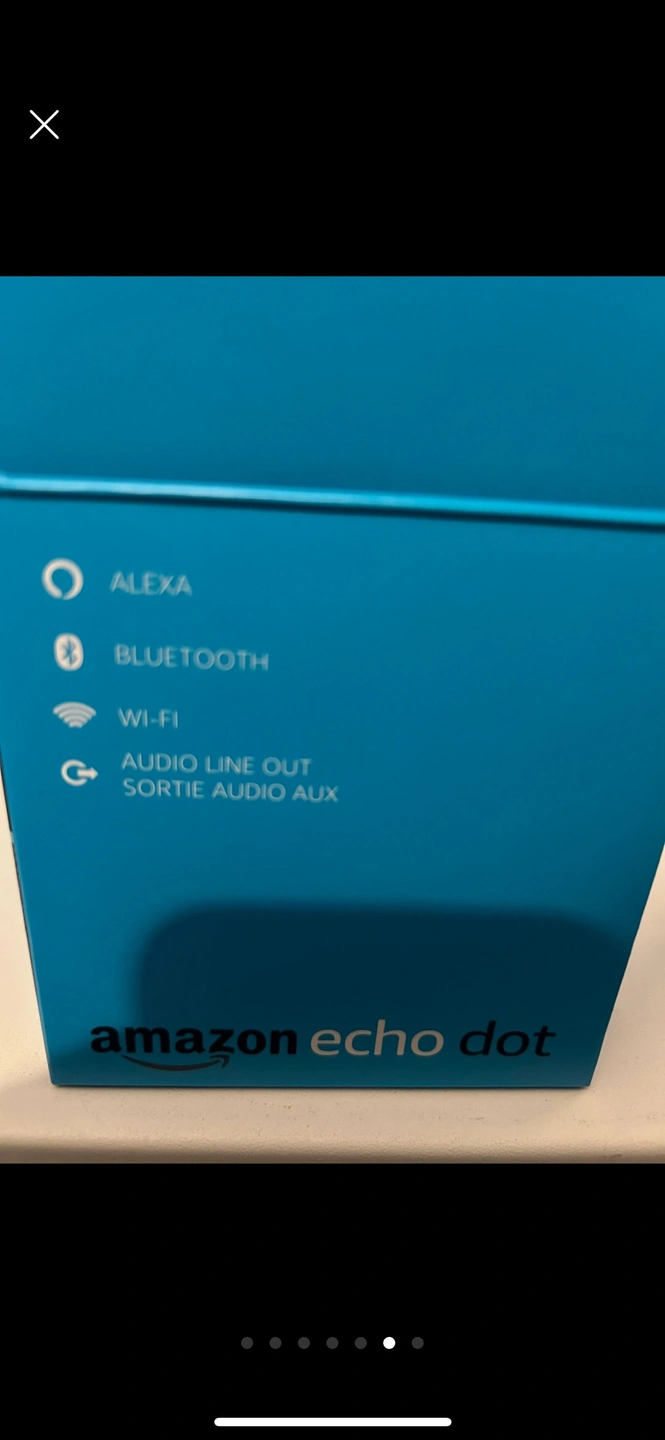 ALEXA
BLUETOOTH
WI-FI
AUDIO LINE OUT
SORTIE AUDIO AUX
amazon echo dot